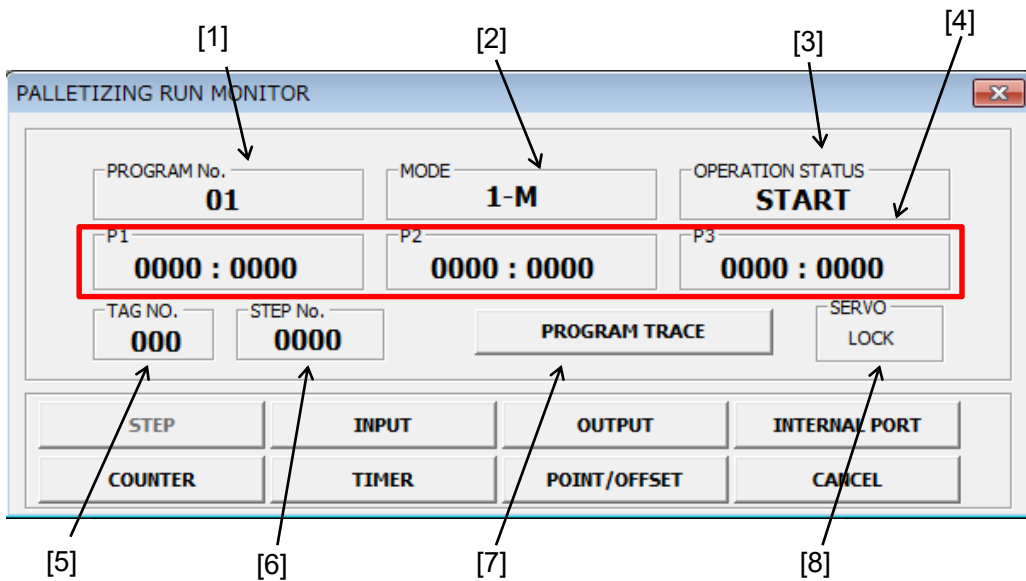 [1] [2] [3] [4]
PALLETIZING RUN MONITOR
PROGRAM No. MODE OPERATION STATUS
01 1-M START
P1 P2 P3
0000 : 0000 0000 : 0000 0000 : 0000
TAG NO. STEP No. SERVO
000 0000 PROGRAM TRACE LOCK
STEP INPUT OUTPUT INTERNAL PORT
COUNTER TIMER POINT/OFFSET CANCEL
[5] [6] [7] [8]